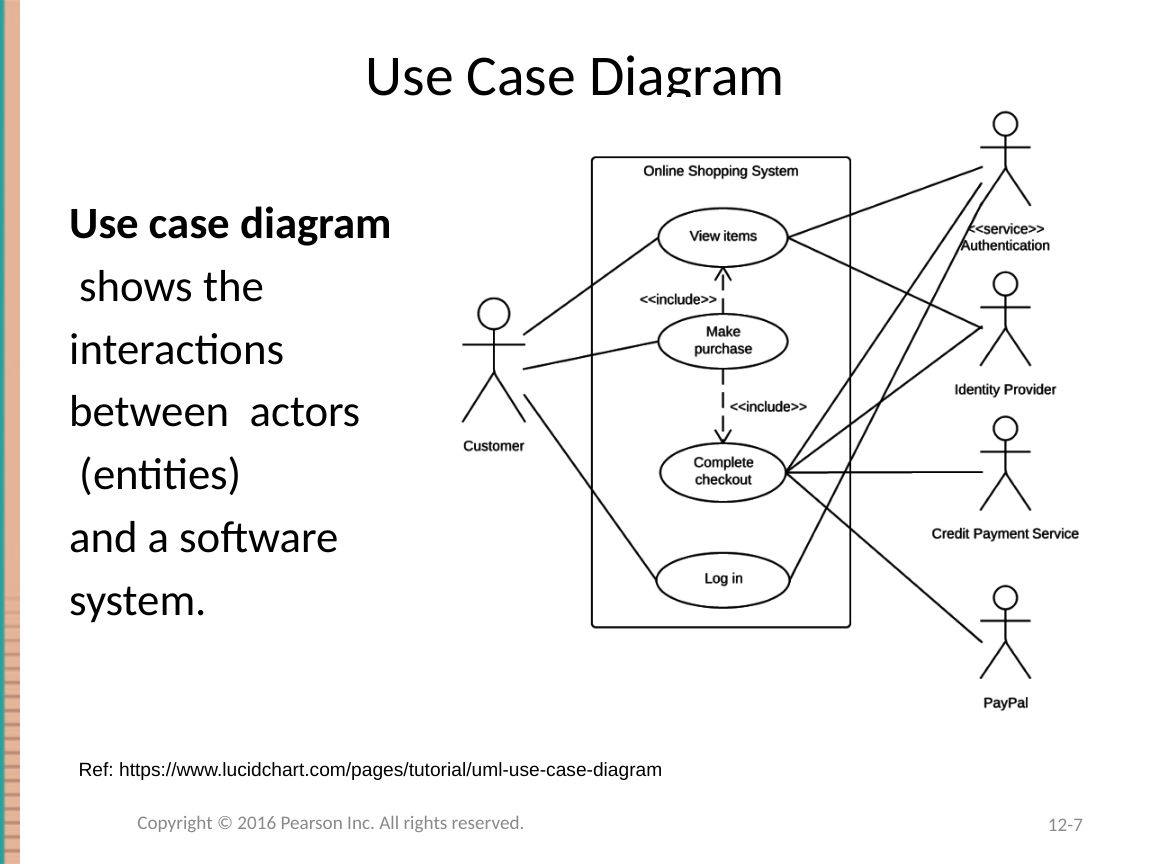 Use Case Diagram
Use case diagram
shows the
interactions
between  actors
(entities)
and a software
system.
Online Shopping System
View items
<<include>>
Make
purchase
<<include>>
Complete
checkout
Log in
Customer
<<service>>
Authentication
Identity Provider
Credit Payment Service
PayPal
Ref: https://www.lucidchart.com/pages/tutorial/uml-use-case-diagram
Copyright © 2016 Pearson Inc. All rights reserved.
12-7